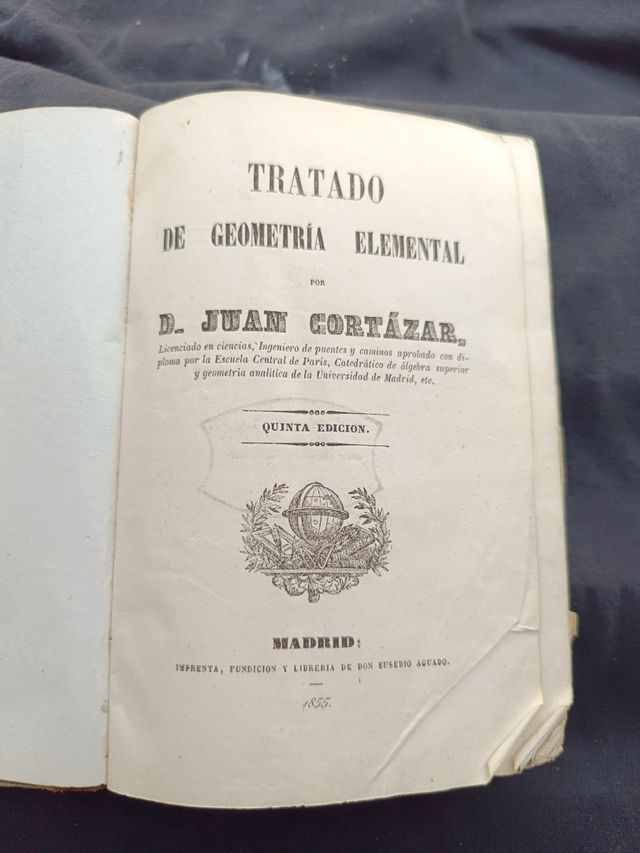 TRATADO
DE GEOMETRÍA ELEMENTAL
POR
D. JUAN CORTÁZAR,
Licenciado en ciencias, Ingeniero de puentes y caminos aprobado con di-
ploma por la Escuela Central de París, Catedrático de álgebra superior
y geometría analítica de la Universidad de Madrid, etc.
QUINTA EDICION.
MADRID:
IMPRENTA, FUNDICION Y LIBRERIA DE DON EUSEBIO AGUADO.
1855.